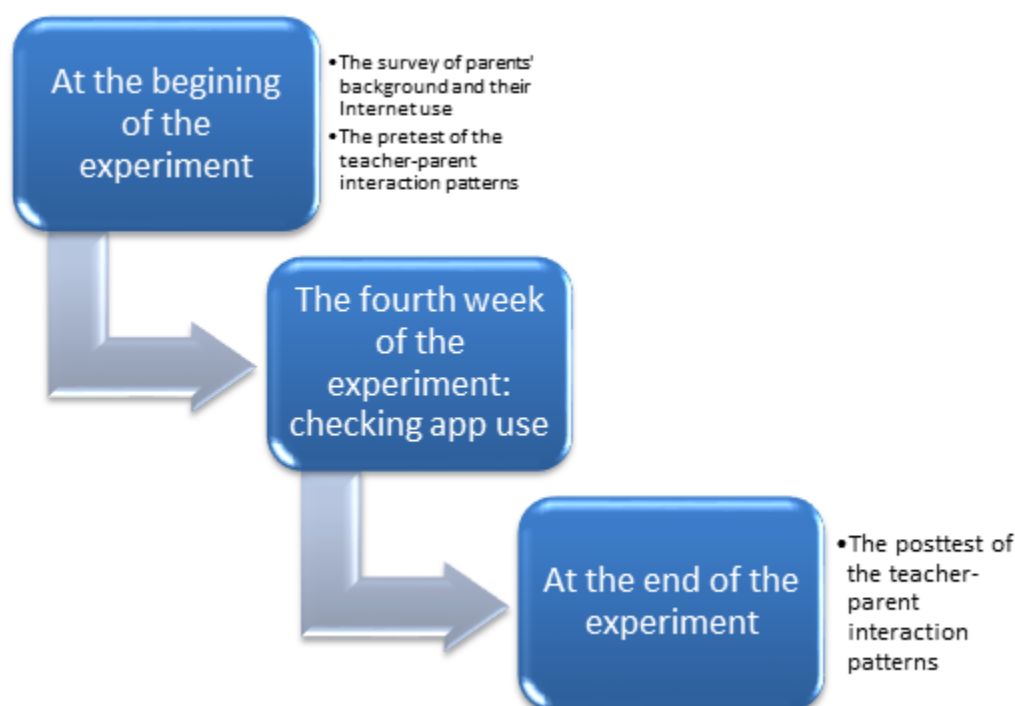 At the begining
of the
experiment
•The survey of parents'
background and their
Internet use
•The pretest of the
teacher-parent
interaction patterns
The fourth week
of the
experiment:
checking app use
At the end of the
experiment
•The posttest of
the teacher-
parent
interaction
patterns